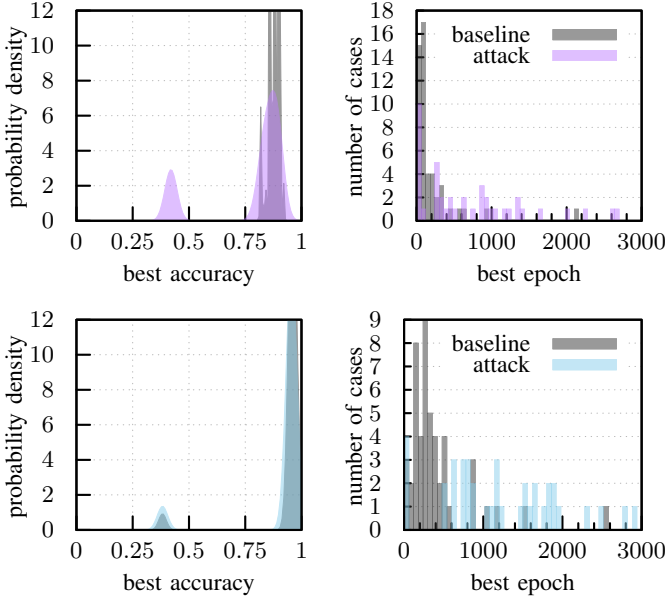 probability density
12
10
8
6
4
2
0
0 0.25 0.5 0.75 1
best accuracy
number of cases
18
16
14
12
10
8
6
4
2
0
baseline
attack
0 1000 2000 3000
best epoch
probability density
12
10
8
6
4
2
0
0 0.25 0.5 0.75 1
best accuracy
number of cases
9
8
7
6
5
4
3
2
1
0
baseline
attack
0 1000 2000 3000
best epoch